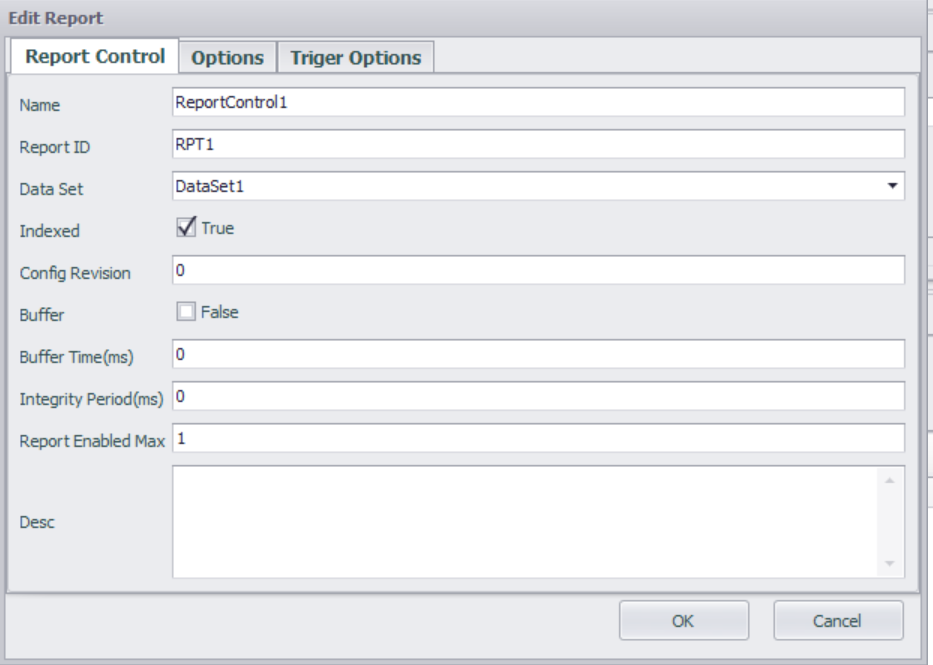 Edit Report
Report Control Options Triger Options
Name ReportControl1
Report ID RPT1
Data Set DataSet1
Indexed True
Config Revision 0
Buffer False
Buffer Time(ms) 0
Integrity Period(ms) 0
Report Enabled Max 1
Desc
OK Cancel